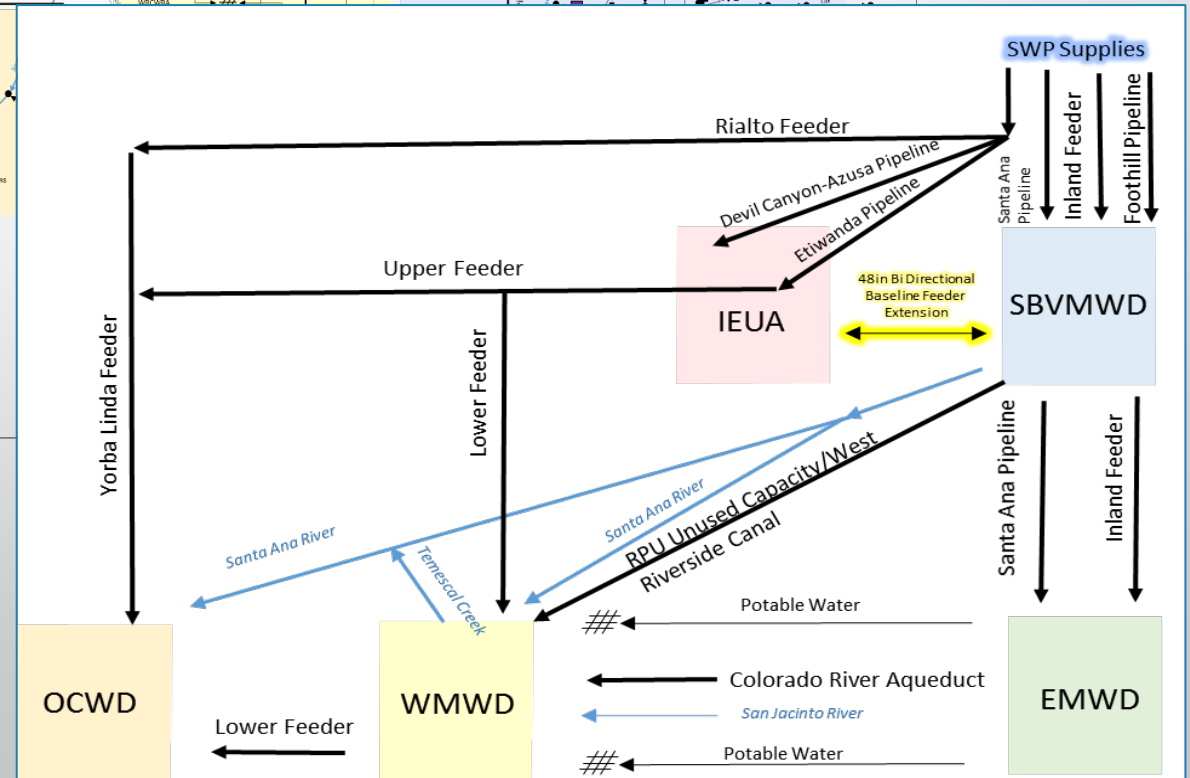 WRCWRA
SWP Supplies
Rialto Feeder
Devil Canyon-Azusa Pipeline
Etiwanda Pipeline
Santa Ana
Pipeline
Inland Feeder
Foothill Pipeline
Upper Feeder
IEUA
48in Bi Directional
Baseline Feeder
Extension
SBVMWD
Yorba Linda Feeder
Lower Feeder
Santa Ana River
Santa Ana River
Temescal Creek
RPU Unused Capacity/West
Riverside Canal
Santa Ana Pipeline
Inland Feeder
Potable Water
OCWD
Lower Feeder
WMWD
Colorado River Aqueduct
San Jacinto River
Potable Water
EMWD